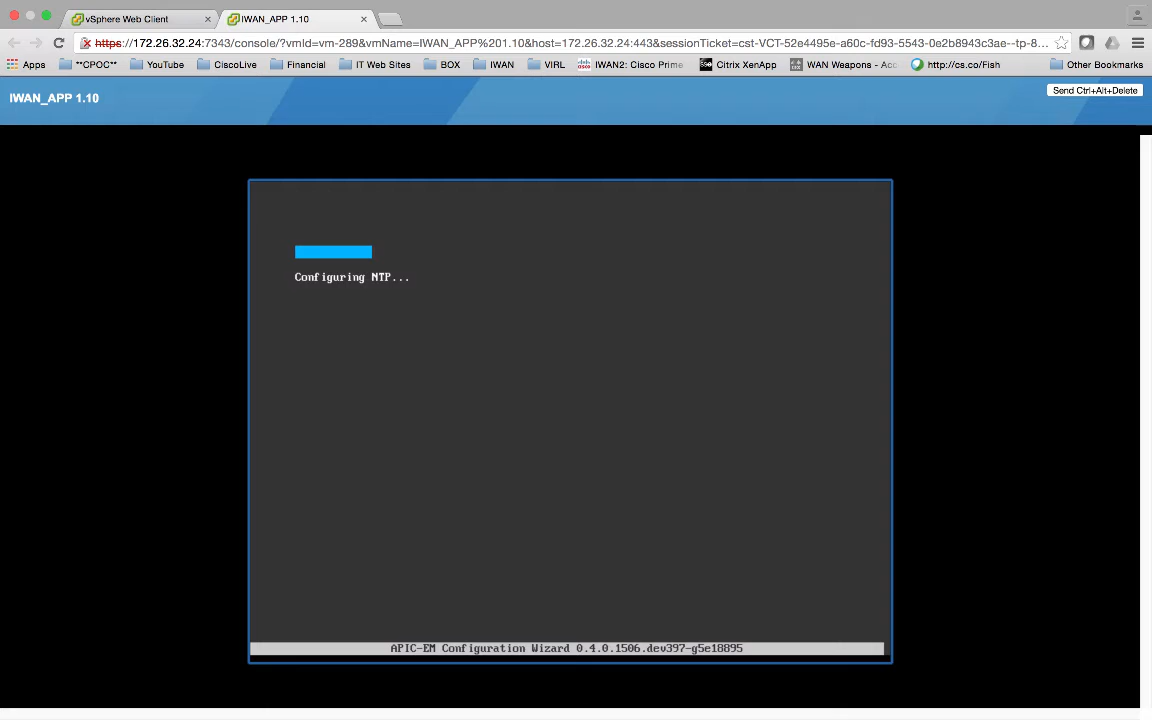 vSphere Web Client
IWAN_APP 1.10
https://172.26.32.24:7343/console/?vmId=vm-289&vmName=IWAN_APP%201.10&host=172.26.32.24:443&sessionTicket=cst-VCT-52e4495e-a60c-fd93-5543-0e2b8943c3ae--tp-8...
Apps **CPOC** YouTube CiscoLive Financial IT Web Sites BOX IWAN VIRL IWAN2: Cisco Prime Citrix XenApp WAN Weapons - Acc http://cs.co/Fish Other Bookmarks
IWAN_APP 1.10
Send Ctrl+Alt+Delete
Configuring NTP...
APIC-EM Configuration Wizard 0.4.0.1506.dev397-g5e18895